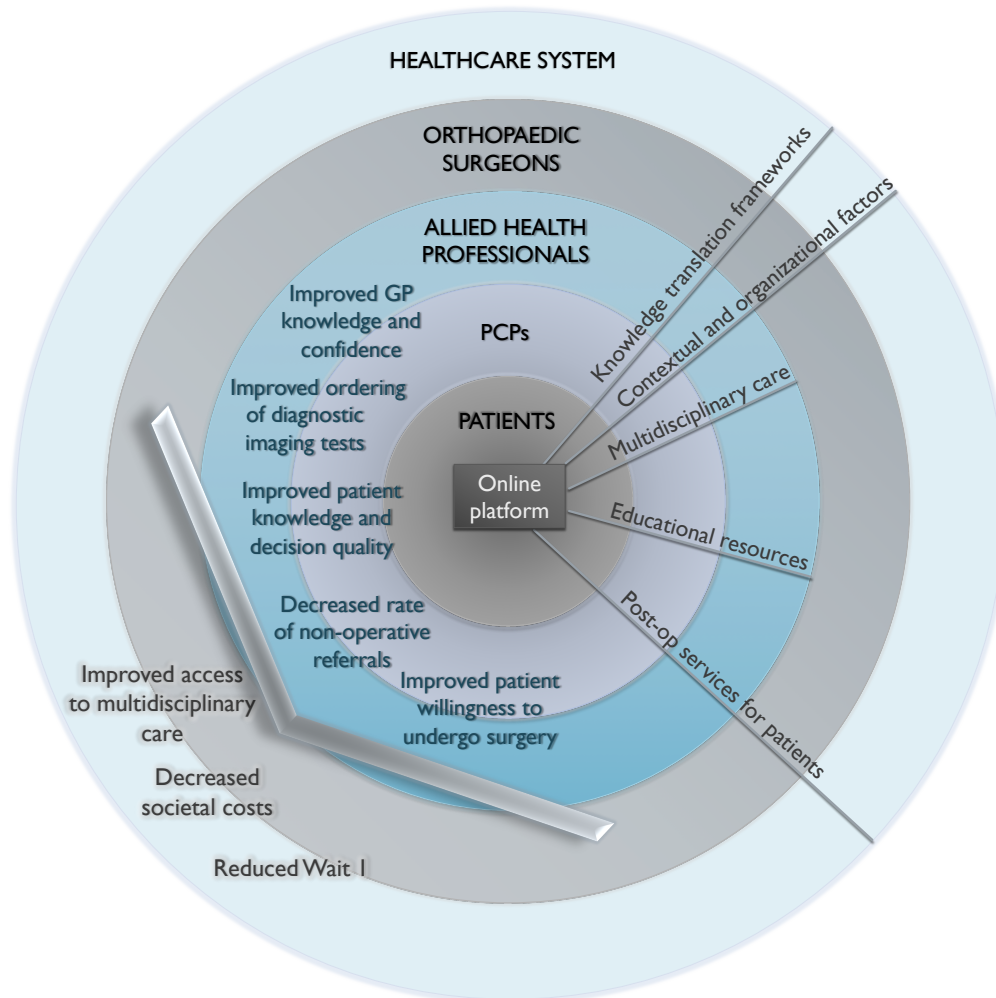 HEALTHCARE SYSTEM
ORTHOPAEDIC
SURGEONS
ALLIED HEALTH
PROFESSIONALS
PCPs
PATIENTS
Online
platform
Knowledge translation frameworks
Contextual and organizational factors
Multidisciplinary care
Educational resources
Post-op services for patients
Improved GP
knowledge and
confidence
Improved ordering
of diagnostic
imaging tests
Improved patient
knowledge and
decision quality
Decreased rate
of non-operative
referrals
Improved patient
willingness to
undergo surgery
Improved access
to multidisciplinary
care
Decreased
societal costs
Reduced Wait 1